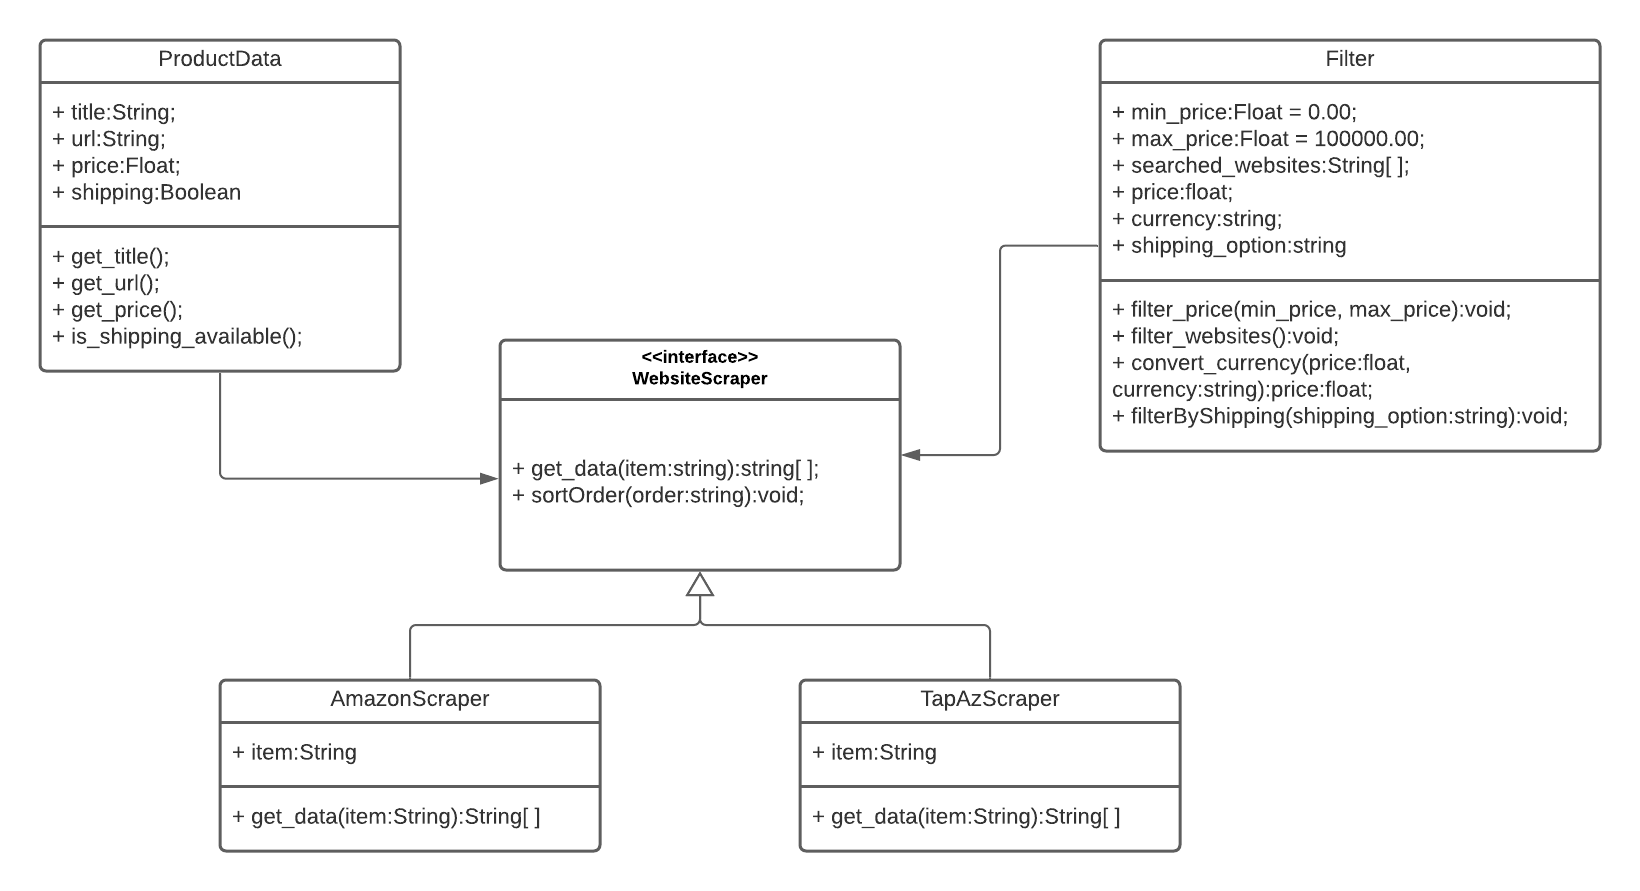 ProductData
+ title:String;
+ url:String;
+ price:Float;
+ shipping:Boolean
+ get_title();
+ get_url();
+ get_price();
+ is_shipping_available();
Filter
+ min_price:Float = 0.00;
+ max_price:Float = 100000.00;
+ searched_websites:String[ ];
+ price:float;
+ currency:string;
+ shipping_option:string
+ filter_price(min_price, max_price):void;
+ filter_websites():void;
+ convert_currency(price:float,
currency:string):price:float;
+ filterByShipping(shipping_option:string):void;
<<interface>>
WebsiteScraper
+ get_data(item:string):string[ ];
+ sortOrder(order:string):void;
AmazonScraper
+ item:String
+ get_data(item:String):String[ ]
TapAzScraper
+ item:String
+ get_data(item:String):String[ ]